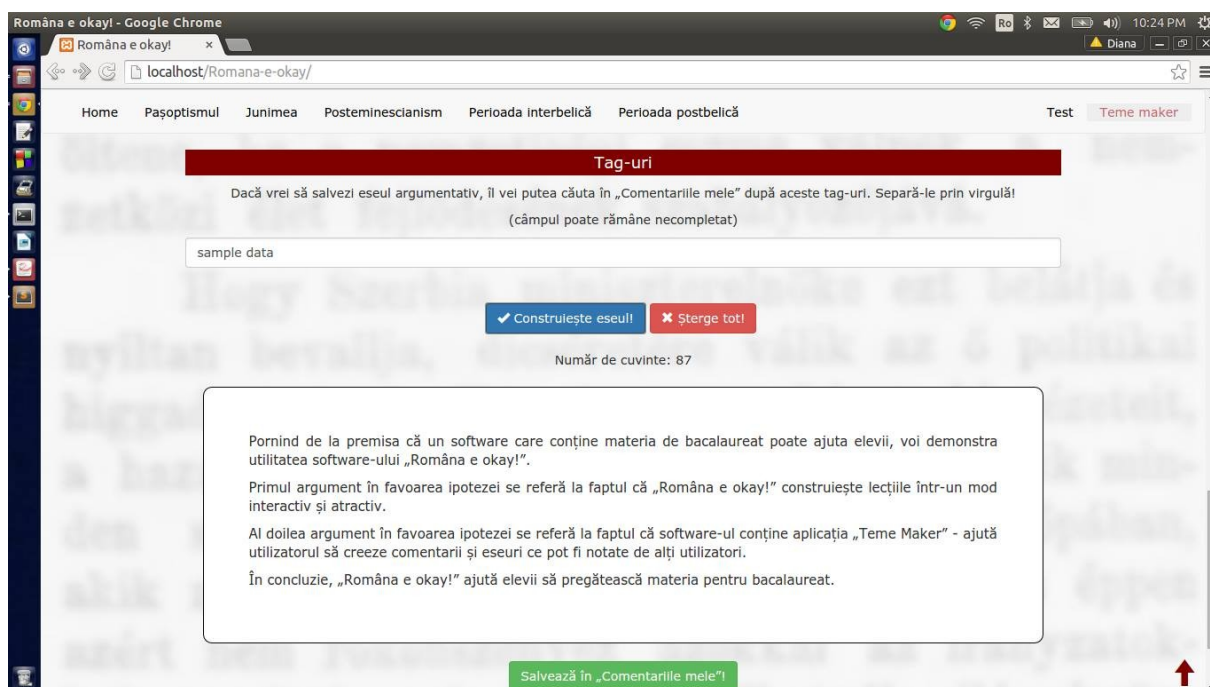 Româna e okay! - Google Chrome
Ro
10:24 PM
Româna e okay!
Diana
localhost/Romana-e-okay/
Home Pașoptismul Junimea Posteminescianism Perioada interbelică Perioada postbelică Test Teme maker
Tag-uri
Dacă vrei să salvezi eseul argumentativ, îl vei putea căuta în „Comentariile mele” după aceste tag-uri. Separă-le prin virgulă!
(câmpul poate rămâne necompletat)
sample data
Construiește eseul! Șterge tot!
Număr de cuvinte: 87
Pornind de la premisa că un software care conține materia de bacalaureat poate ajuta elevii, voi demonstra
utilitatea software-ului „Româna e okay!”.
Primul argument în favoarea ipotezei se referă la faptul că „Româna e okay!” construiește lecțiile într-un mod
interactiv și atractiv.
Al doilea argument în favoarea ipotezei se referă la faptul că software-ul conține aplicația „Teme Maker” - ajută
utilizatorul să creeze comentarii și eseuri ce pot fi notate de alți utilizatori.
În concluzie, „Româna e okay!” ajută elevii să pregătească materia pentru bacalaureat.
Salvează în „Comentariile mele”!